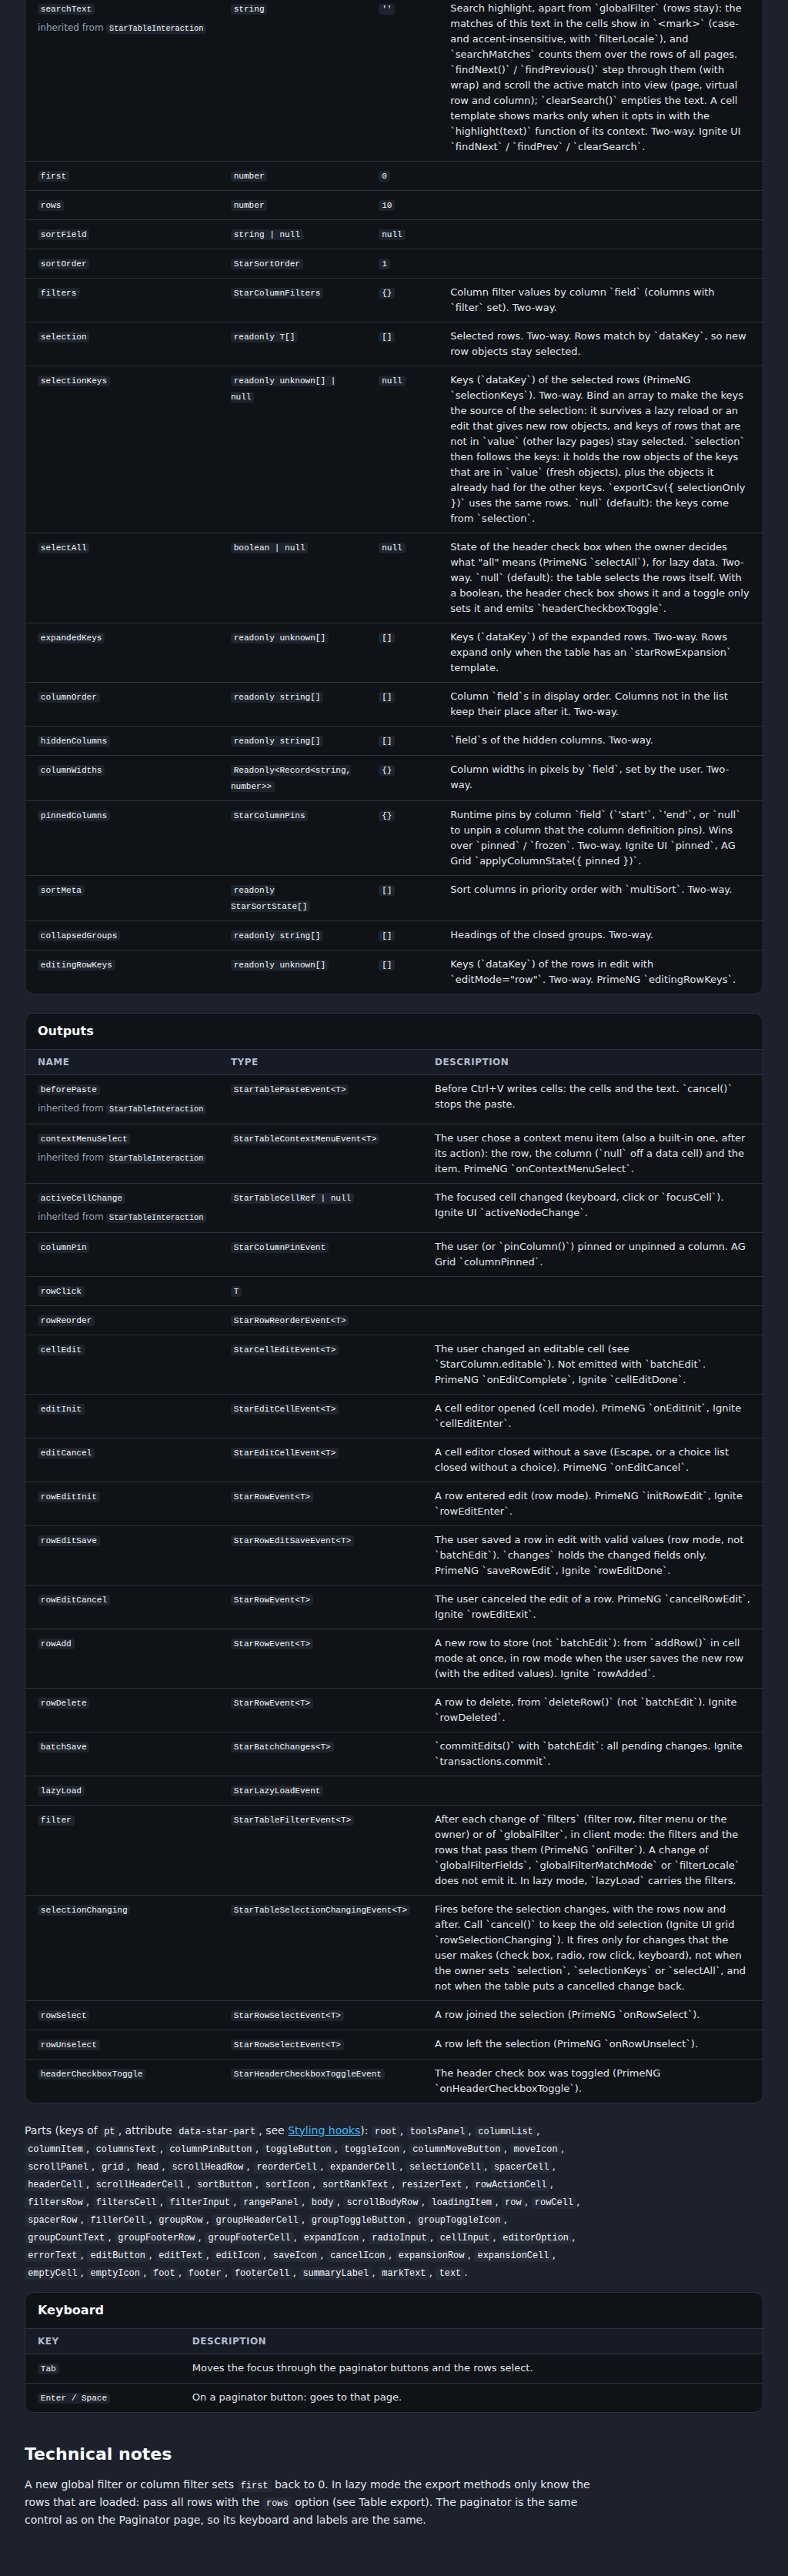 searchText string '' Search highlight, apart from `globalFilter` (rows stay): the
inherited from StarTableInteraction matches of this text in the cells show in `<mark>` (case-
and accent-insensitive, with `filterLocale`), and
`searchMatches` counts them over the rows of all pages.
`findNext()` / `findPrevious()` step through them (with
wrap) and scroll the active match into view (page, virtual
row and column); `clearSearch()` empties the text. A cell
template shows marks only when it opts in with the
`highlight(text)` function of its context. Two-way. Ignite UI
`findNext` / `findPrev` / `clearSearch`.
first number 0
rows number 10
sortField string | null null
sortOrder StarSortOrder 1
filters StarColumnFilters {} Column filter values by column `field` (columns with
`filter` set). Two-way.
selection readonly T[] [] Selected rows. Two-way. Rows match by `dataKey`, so new
row objects stay selected.
selectionKeys readonly unknown[] | null Keys (`dataKey`) of the selected rows (PrimeNG
null `selectionKeys`). Two-way. Bind an array to make the keys
the source of the selection: it survives a lazy reload or an
edit that gives new row objects, and keys of rows that are
not in `value` (other lazy pages) stay selected. `selection`
then follows the keys: it holds the row objects of the keys
that are in `value` (fresh objects), plus the objects it
already had for the other keys. `exportCsv({ selectionOnly
})` uses the same rows. `null` (default): the keys come
from `selection`.
selectAll boolean | null null State of the header check box when the owner decides
what "all" means (PrimeNG `selectAll`), for lazy data. Two-
way. `null` (default): the table selects the rows itself. With
a boolean, the header check box shows it and a toggle only
sets it and emits `headerCheckboxToggle`.
expandedKeys readonly unknown[] [] Keys (`dataKey`) of the expanded rows. Two-way. Rows
expand only when the table has an `starRowExpansion`
template.
columnOrder readonly string[] [] Column `field`s in display order. Columns not in the list
keep their place after it. Two-way.
hiddenColumns readonly string[] [] `field`s of the hidden columns. Two-way.
columnWidths Readonly<Record<string, {} Column widths in pixels by `field`, set by the user. Two-
number>> way.
pinnedColumns StarColumnPins {} Runtime pins by column `field` (`'start'`, `'end'`, or `null`
to unpin a column that the column definition pins). Wins
over `pinned` / `frozen`. Two-way. Ignite UI `pinned`, AG
Grid `applyColumnState({ pinned })`.
sortMeta readonly [] Sort columns in priority order with `multiSort`. Two-way.
StarSortState[]
collapsedGroups readonly string[] [] Headings of the closed groups. Two-way.
editingRowKeys readonly unknown[] [] Keys (`dataKey`) of the rows in edit with
`editMode="row"`. Two-way. PrimeNG `editingRowKeys`.
Outputs
NAME TYPE DESCRIPTION
beforePaste StarTablePasteEvent<T> Before Ctrl+V writes cells: the cells and the text. `cancel()`
inherited from StarTableInteraction stops the paste.
contextMenuSelect StarTableContextMenuEvent<T> The user chose a context menu item (also a built-in one, after
inherited from StarTableInteraction its action): the row, the column (`null` off a data cell) and the
item. PrimeNG `onContextMenuSelect`.
activeCellChange StarTableCellRef | null The focused cell changed (keyboard, click or `focusCell`).
inherited from StarTableInteraction Ignite UI `activeNodeChange`.
columnPin StarColumnPinEvent The user (or `pinColumn()`) pinned or unpinned a column. AG
Grid `columnPinned`.
rowClick T
rowReorder StarRowReorderEvent<T>
cellEdit StarCellEditEvent<T> The user changed an editable cell (see
`StarColumn.editable`). Not emitted with `batchEdit`.
PrimeNG `onEditComplete`, Ignite `cellEditDone`.
editInit StarEditCellEvent<T> A cell editor opened (cell mode). PrimeNG `onEditInit`, Ignite
`cellEditEnter`.
editCancel StarEditCellEvent<T> A cell editor closed without a save (Escape, or a choice list
closed without a choice). PrimeNG `onEditCancel`.
rowEditInit StarRowEvent<T> A row entered edit (row mode). PrimeNG `initRowEdit`, Ignite
`rowEditEnter`.
rowEditSave StarRowEditSaveEvent<T> The user saved a row in edit with valid values (row mode, not
`batchEdit`). `changes` holds the changed fields only.
PrimeNG `saveRowEdit`, Ignite `rowEditDone`.
rowEditCancel StarRowEvent<T> The user canceled the edit of a row. PrimeNG `cancelRowEdit`,
Ignite `rowEditExit`.
rowAdd StarRowEvent<T> A new row to store (not `batchEdit`): from `addRow()` in cell
mode at once, in row mode when the user saves the new row
(with the edited values). Ignite `rowAdded`.
rowDelete StarRowEvent<T> A row to delete, from `deleteRow()` (not `batchEdit`). Ignite
`rowDeleted`.
batchSave StarBatchChanges<T> `commitEdits()` with `batchEdit`: all pending changes. Ignite
`transactions.commit`.
lazyLoad StarLazyLoadEvent
filter StarTableFilterEvent<T> After each change of `filters` (filter row, filter menu or the
owner) or of `globalFilter`, in client mode: the filters and the
rows that pass them (PrimeNG `onFilter`). A change of
`globalFilterFields`, `globalFilterMatchMode` or `filterLocale`
does not emit it. In lazy mode, `lazyLoad` carries the filters.
selectionChanging StarTableSelectionChangingEvent<T> Fires before the selection changes, with the rows now and
after. Call `cancel()` to keep the old selection (Ignite UI grid
`rowSelectionChanging`). It fires only for changes that the
user makes (check box, radio, row click, keyboard), not when
the owner sets `selection`, `selectionKeys` or `selectAll`, and
not when the table puts a cancelled change back.
rowSelect StarRowSelectEvent<T> A row joined the selection (PrimeNG `onRowSelect`).
rowUnselect StarRowSelectEvent<T> A row left the selection (PrimeNG `onRowUnselect`).
headerCheckboxToggle StarHeaderCheckboxToggleEvent The header check box was toggled (PrimeNG
`onHeaderCheckboxToggle`).
Parts (keys of pt, attribute data-star-part, see Styling hooks): root, toolsPanel, columnList,
columnItem, columnsText, columnPinButton, toggleButton, toggleIcon, columnMoveButton, moveIcon,
scrollPanel, grid, head, scrollHeadRow, reorderCell, expanderCell, selectionCell, spacerCell,
headerCell, scrollHeaderCell, sortButton, sortIcon, sortRankText, resizerText, rowActionCell,
filtersRow, filtersCell, filterInput, rangePanel, body, scrollBodyRow, loadingItem, row, rowCell,
spacerRow, fillerCell, groupRow, groupHeaderCell, groupToggleButton, groupToggleIcon,
groupCountText, groupFooterRow, groupFooterCell, expandIcon, radioInput, cellInput, editorOption,
errorText, editButton, editText, editIcon, saveIcon, cancelIcon, expansionRow, expansionCell,
emptyCell, emptyIcon, foot, footer, footerCell, summaryLabel, markText, text.
Keyboard
KEY DESCRIPTION
Tab Moves the focus through the paginator buttons and the rows select.
Enter / Space On a paginator button: goes to that page.
Technical notes
A new global filter or column filter sets first back to 0. In lazy mode the export methods only know the
rows that are loaded: pass all rows with the rows option (see Table export). The paginator is the same
control as on the Paginator page, so its keyboard and labels are the same.